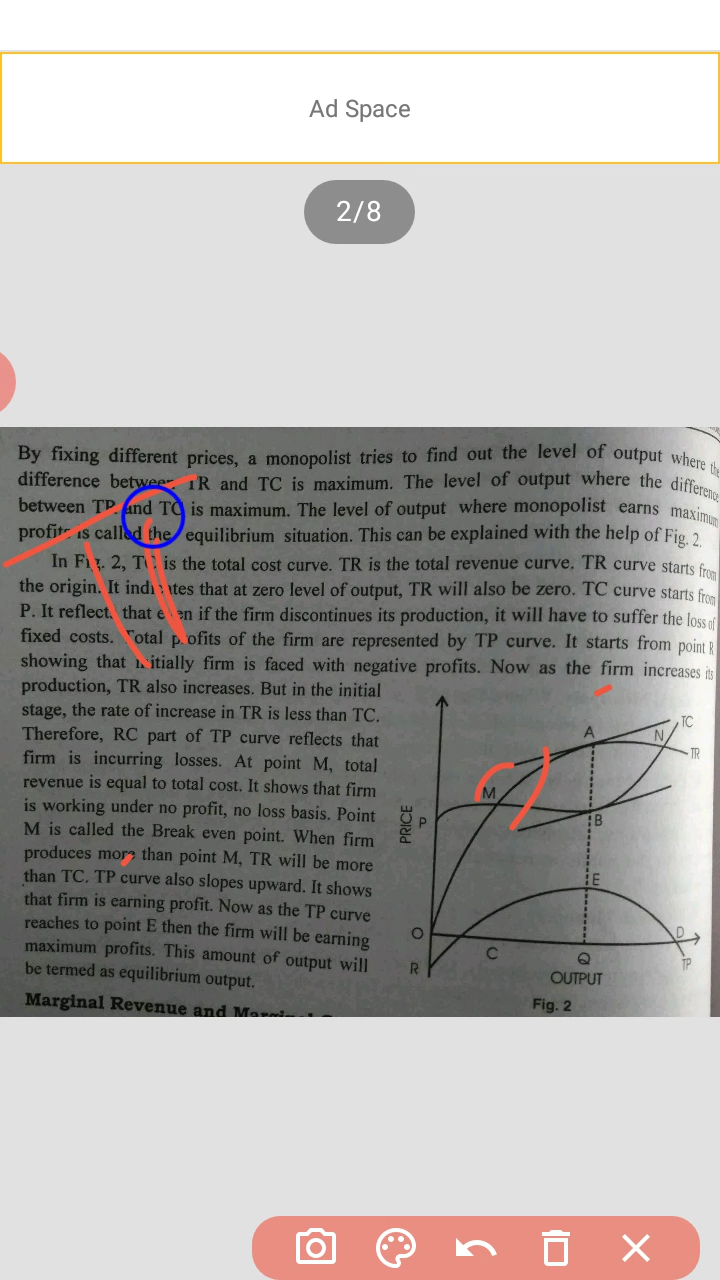 Ad Space
2/8
By fixing different prices, a monopolist tries to find out the level of output where the
difference between TR and TC is maximum. The level of output where the difference
between TR and TC is maximum. The level of output where monopolist earns maximum
profits is called the equilibrium situation. This can be explained with the help of Fig. 2.
In Fig. 2, TC is the total cost curve. TR is the total revenue curve. TR curve starts from
the origin. It indicates that at zero level of output, TR will also be zero. TC curve starts from
P. It reflects that even if the firm discontinues its production, it will have to suffer the loss of
fixed costs. Total profits of the firm are represented by TP curve. It starts from point R
showing that initially firm is faced with negative profits. Now as the firm increases its
production, TR also increases. But in the initial
stage, the rate of increase in TR is less than TC.
Therefore, RC part of TP curve reflects that
firm is incurring losses. At point M, total
revenue is equal to total cost. It shows that firm
is working under no profit, no loss basis. Point
M is called the Break even point. When firm
produces more than point M, TR will be more
than TC. TP curve also slopes upward. It shows
that firm is earning profit. Now as the TP curve
reaches to point E then the firm will be earning
maximum profits. This amount of output will
be termed as equilibrium output.
TC
A
N
TR
M
PRICE
P
B
E
O
D
C
Q
R
TP
OUTPUT
Fig. 2
Marginal Revenue and